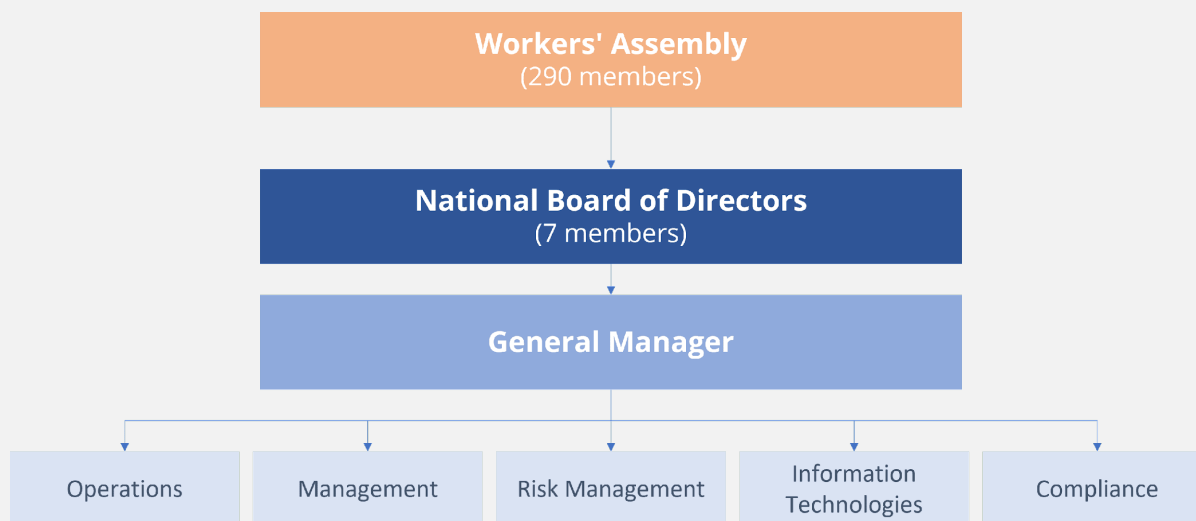 Workers' Assembly
(290 members)
National Board of Directors
(7 members)
General Manager
Operations
Management
Risk Management
Information
Technologies
Compliance